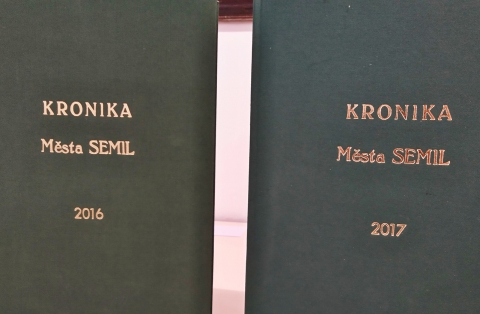 KRONIKA
Města SEMIL
2016
KRONIKA
Města SEMIL
2017